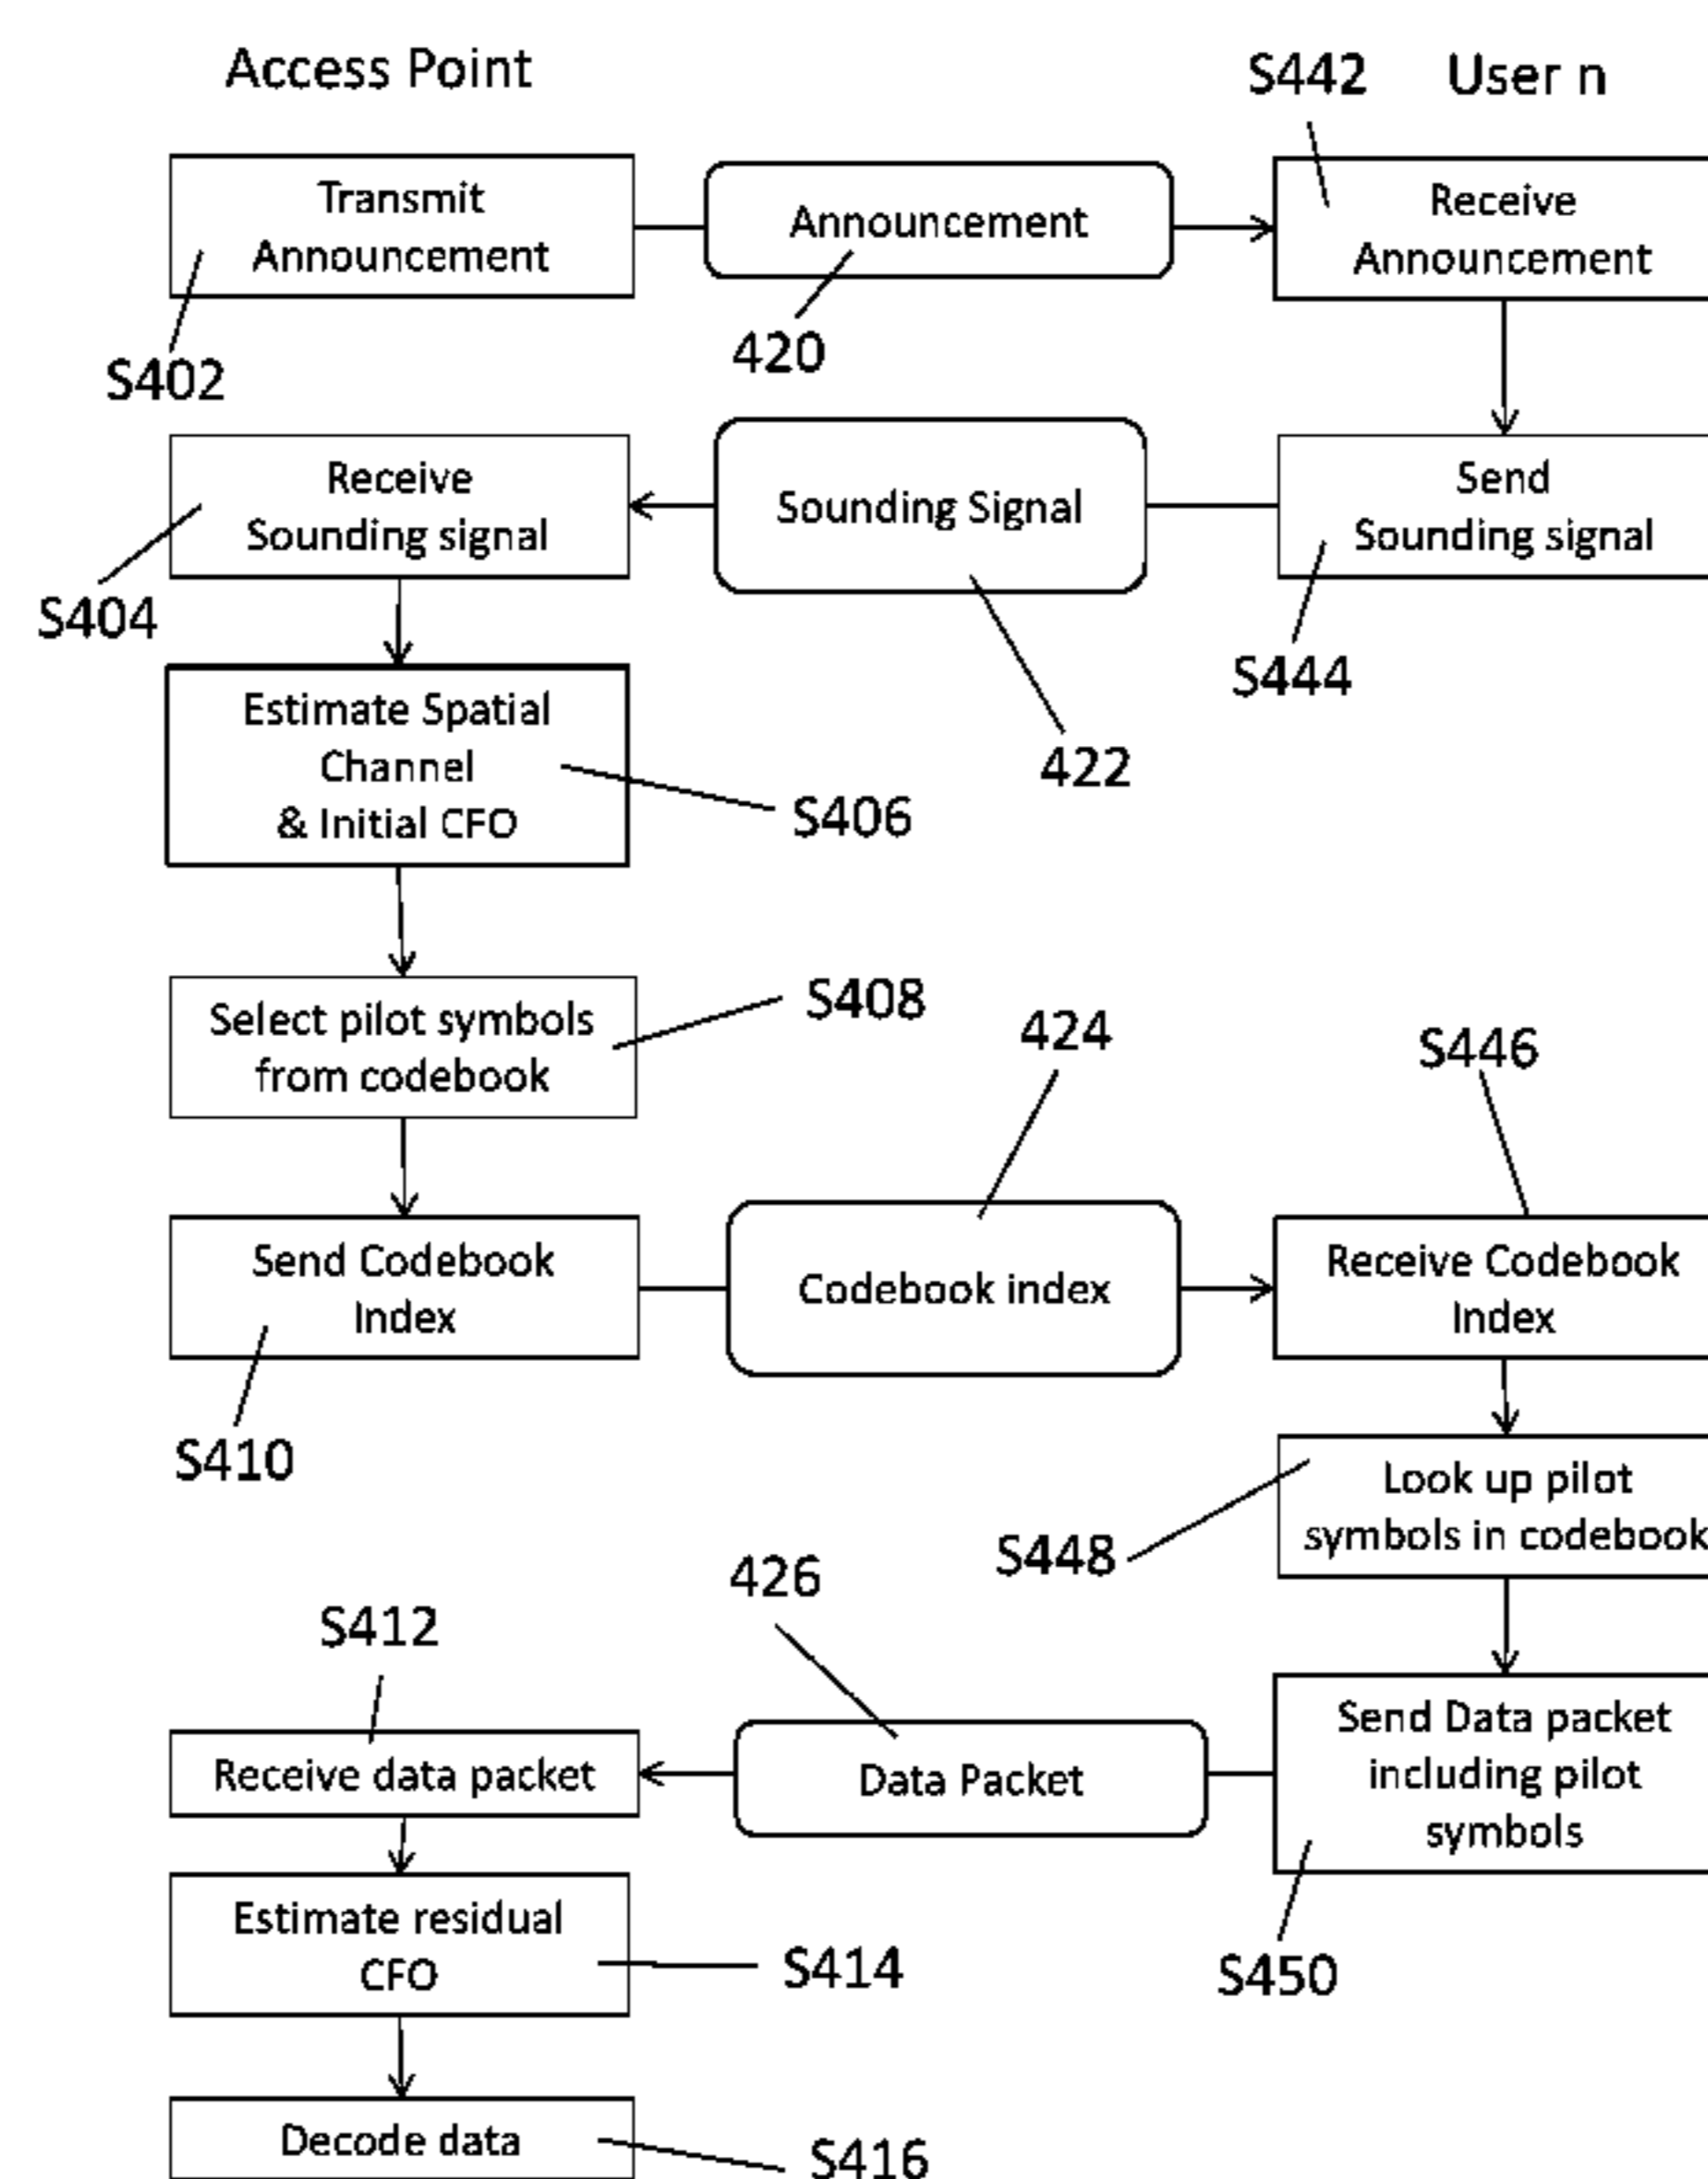 Access Point
S442
User n
Transmit
Announcement
Announcement
Receive
Announcement
S402
420
Receive
Sounding signal
Sounding Signal
Send
Sounding signal
S404
S444
422
Estimate Spatial
Channel
& Initial CFO
S406
Select pilot symbols
from codebook
S408
424
S446
Send Codebook
Index
Codebook index
Receive Codebook
Index
S410
Look up pilot
symbols in codebook
S448
426
S412
Receive data packet
Data Packet
Send Data packet
including pilot
symbols
Estimate residual
CFO
S414
S450
Decode data
S416